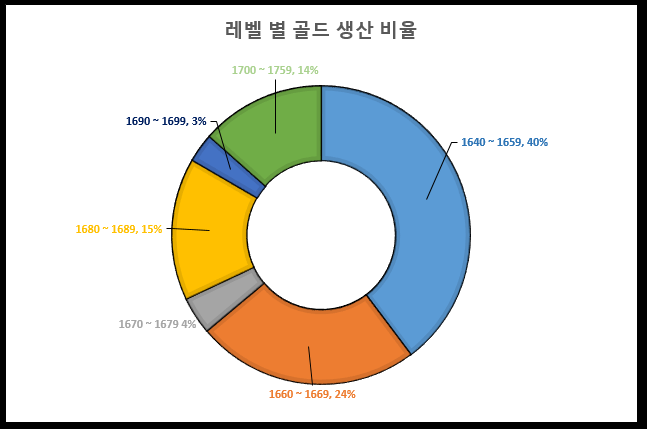 레벨 별 골드 생산 비율
1700 ~ 1759, 14%
1690 ~ 1699, 3%
1640 ~ 1659, 40%
1680 ~ 1689, 15%
1670 ~ 1679 4%
1660 ~ 1669, 24%